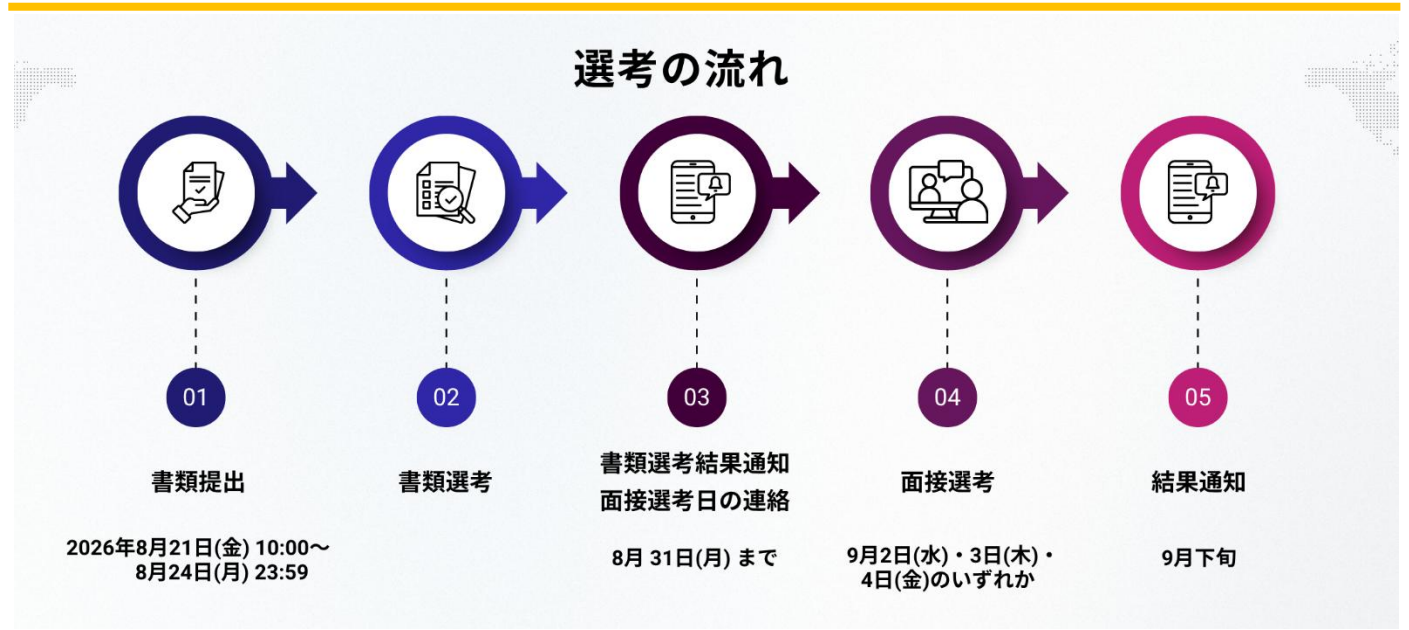 選考の流れ
01
書類提出
2026年8月21日(金) 10:00～
8月24日(月) 23:59
02
書類選考
03
書類選考結果通知
面接選考日の連絡
8月 31日(月) まで
04
面接選考
9月2日(水)・3日(木)・
4日(金)のいずれか
05
結果通知
9月下旬